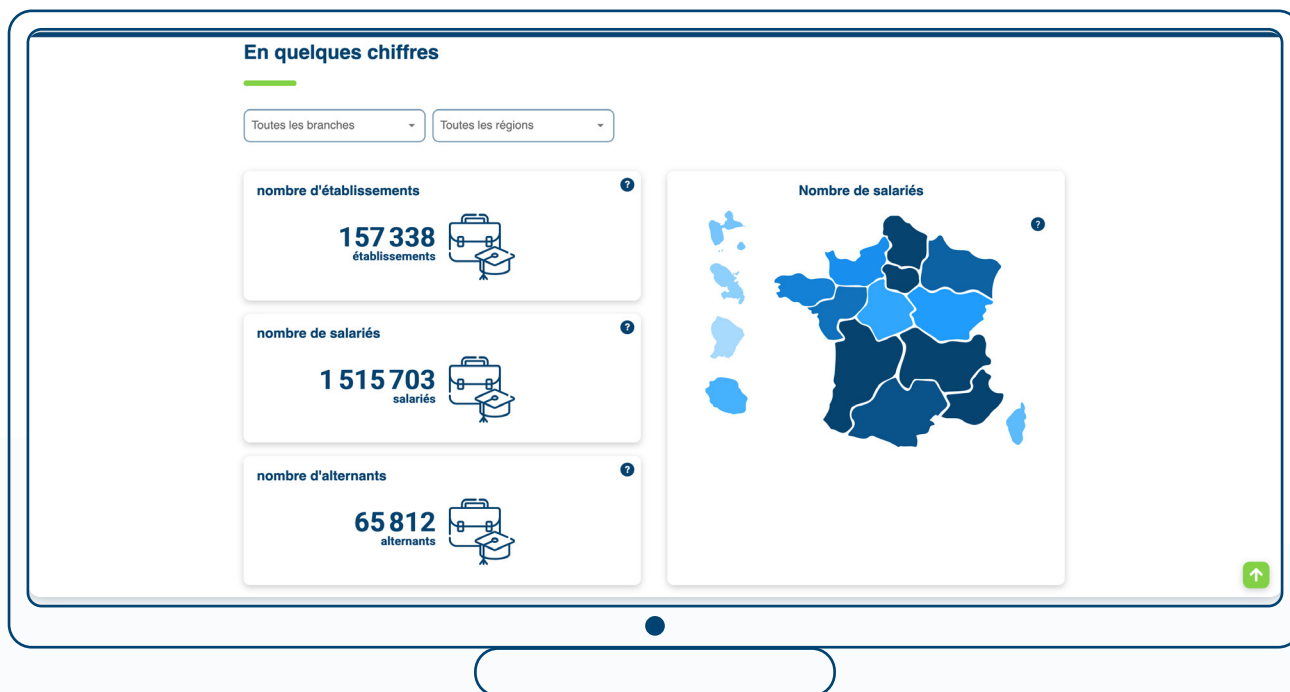 En quelques chiffres
Toutes les branches
Toutes les régions
nombre d'établissements
?
157 338
établissements
nombre de salariés
?
1 515 703
salariés
nombre d'alternants
?
65 812
alternants
Nombre de salariés
?